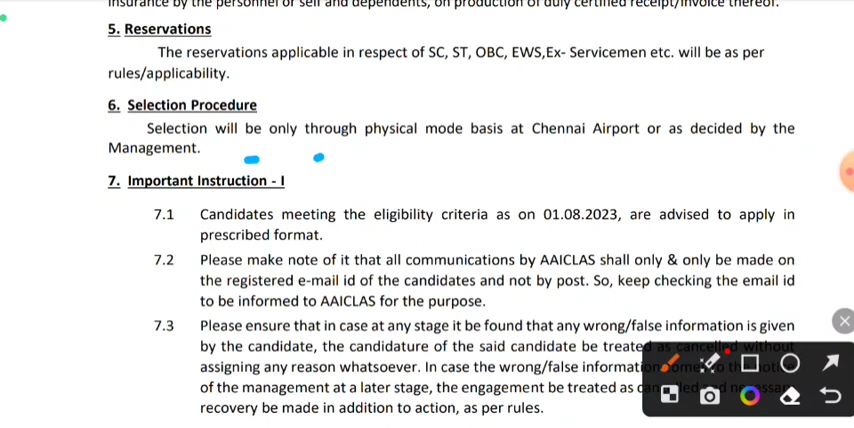 insurance by the personnel of self and dependents, on production of duly certified receipt/invoice thereof.
5. Reservations
The reservations applicable in respect of SC, ST, OBC, EWS,Ex- Servicemen etc. will be as per
rules/applicability.
6. Selection Procedure
Selection will be only through physical mode basis at Chennai Airport or as decided by the
Management.
7. Important Instruction - I
7.1 Candidates meeting the eligibility criteria as on 01.08.2023, are advised to apply in
prescribed format.
7.2 Please make note of it that all communications by AAICLAS shall only & only be made on
the registered e-mail id of the candidates and not by post. So, keep checking the email id
to be informed to AAICLAS for the purpose.
7.3 Please ensure that in case at any stage it be found that any wrong/false information is given
by the candidate, the candidature of the said candidate be treated as cancelled without
assigning any reason whatsoever. In case the wrong/false information
of the management at a later stage, the engagement be treated as
recovery be made in addition to action, as per rules.